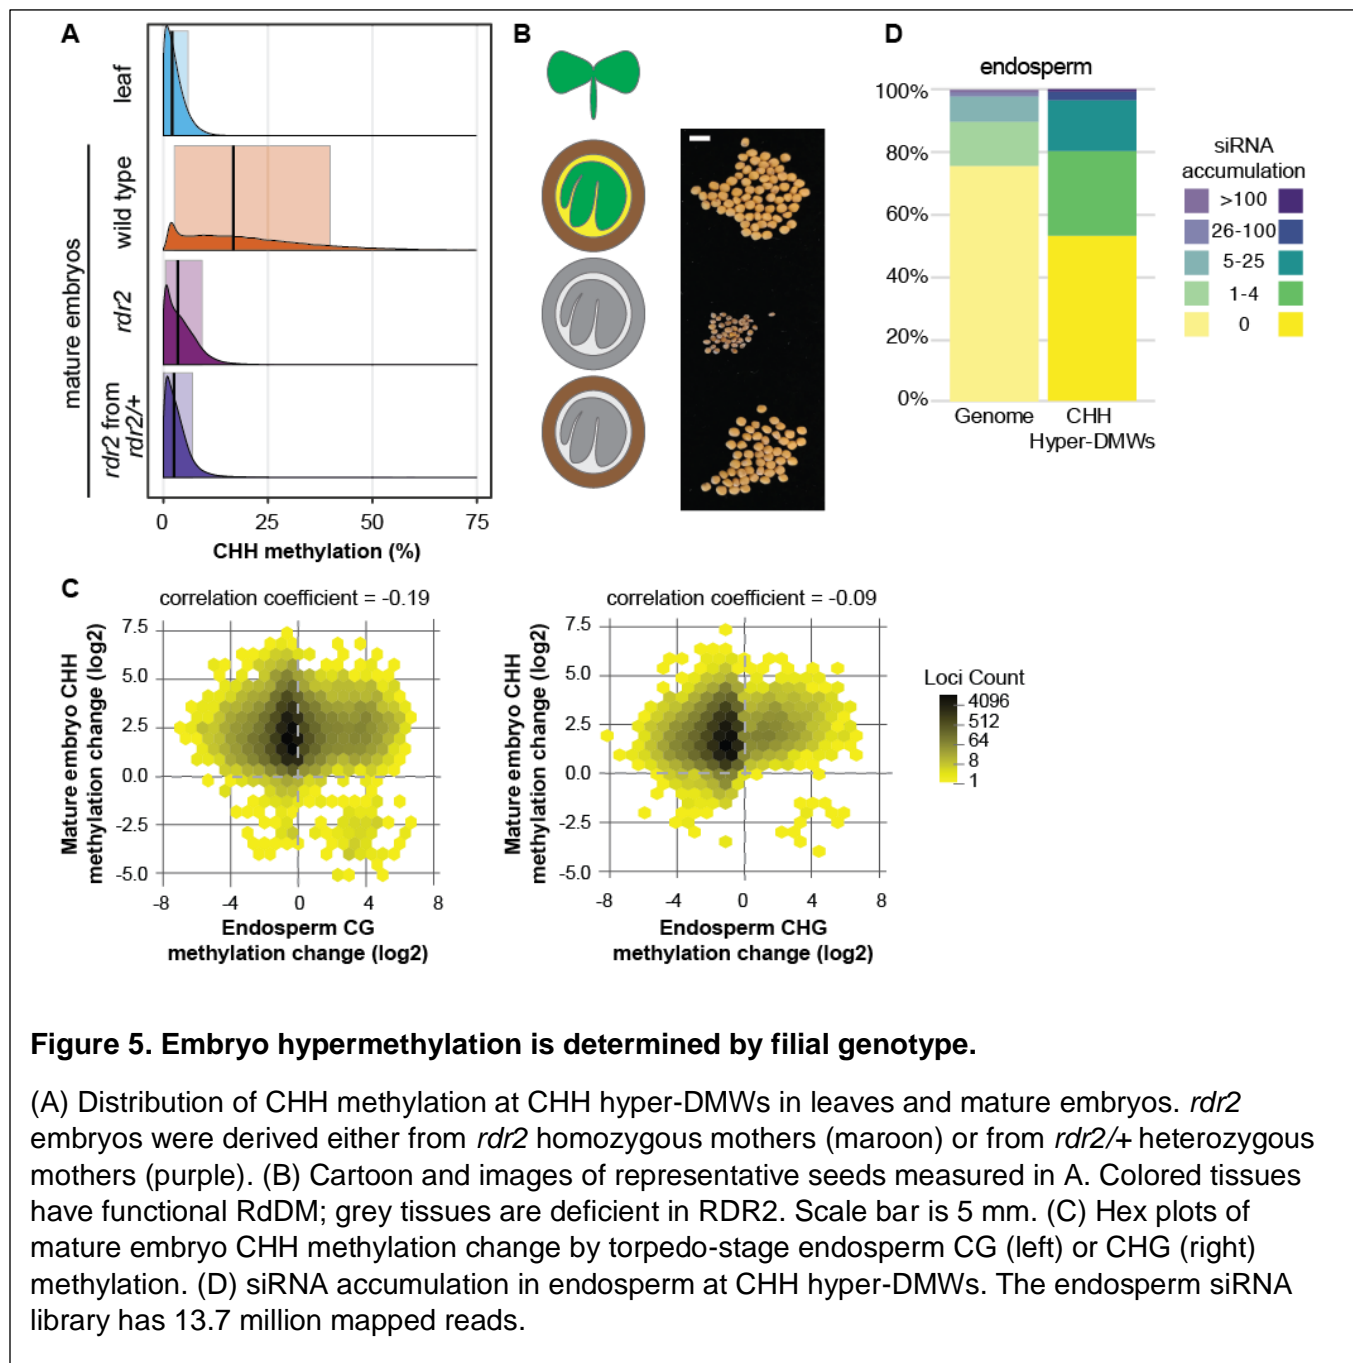 A
leaf
wild type
rdr2
rdr2 from
rdr2/+
mature embryos
0 25 50 75
CHH methylation (%)
B
D
endosperm
100%
80%
60%
40%
20%
0%
Genome
CHH
Hyper-DMWs
siRNA
accumulation
>100
26-100
5-25
1-4
0
C
correlation coefficient = -0.19
Mature embryo CHH
methylation change (log2)
7.5
5.0
2.5
0.0
-2.5
-5.0
-8 -4 0 4 8
Endosperm CG
methylation change (log2)
correlation coefficient = -0.09
Mature embryo CHH
methylation change (log2)
7.5
5.0
2.5
0.0
-2.5
-5.0
-8 -4 0 4 8
Endosperm CHG
methylation change (log2)
Loci Count
4096
512
64
8
1
Figure 5. Embryo hypermethylation is determined by filial genotype.
(A) Distribution of CHH methylation at CHH hyper-DMWs in leaves and mature embryos. rdr2
embryos were derived either from rdr2 homozygous mothers (maroon) or from rdr2/+ heterozygous
mothers (purple). (B) Cartoon and images of representative seeds measured in A. Colored tissues
have functional RdDM; grey tissues are deficient in RDR2. Scale bar is 5 mm. (C) Hex plots of
mature embryo CHH methylation change by torpedo-stage endosperm CG (left) or CHG (right)
methylation. (D) siRNA accumulation in endosperm at CHH hyper-DMWs. The endosperm siRNA
library has 13.7 million mapped reads.